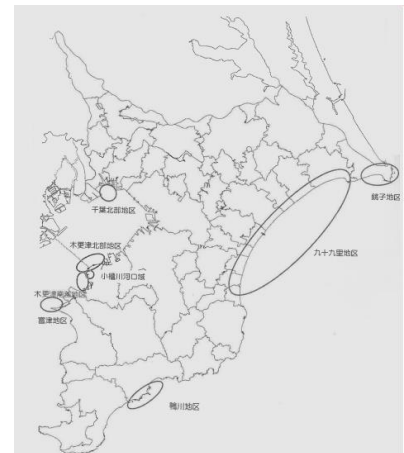 銚子地区
千葉北部地区
木更津北部地区
九十九里地区
小櫃川河口域
木更津南部地区
富津地区
鴨川地区